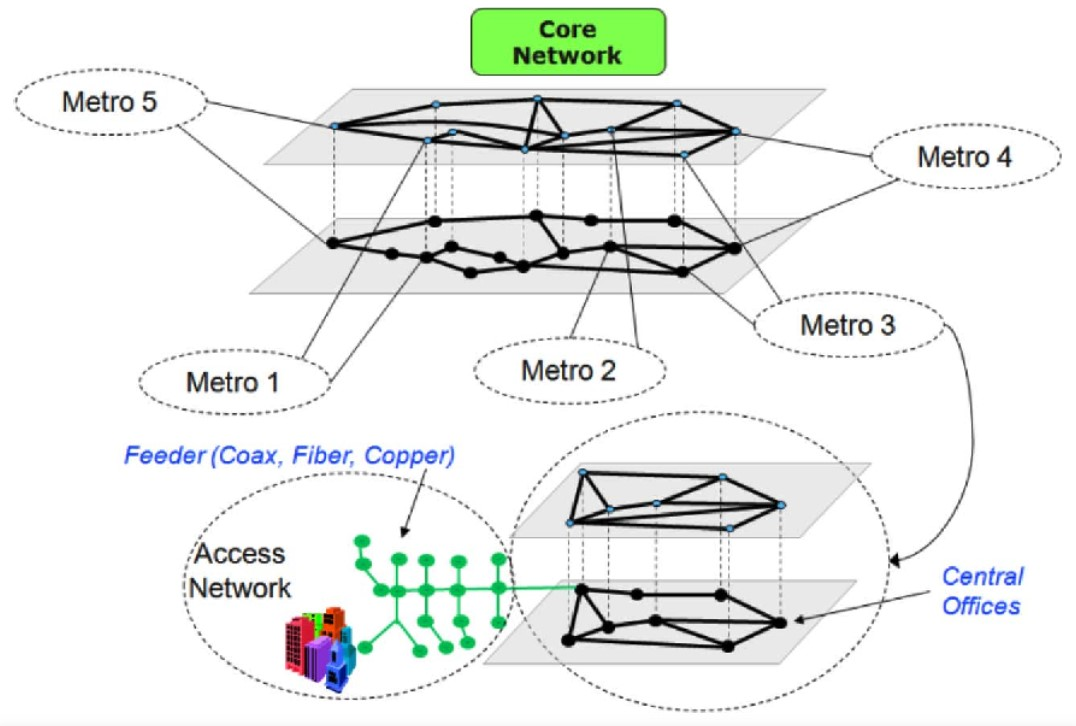 Core
Network
Metro 5
Metro 4
Metro 3
Metro 2
Metro 1
Feeder (Coax, Fiber, Copper)
Access
Network
Central
Offices